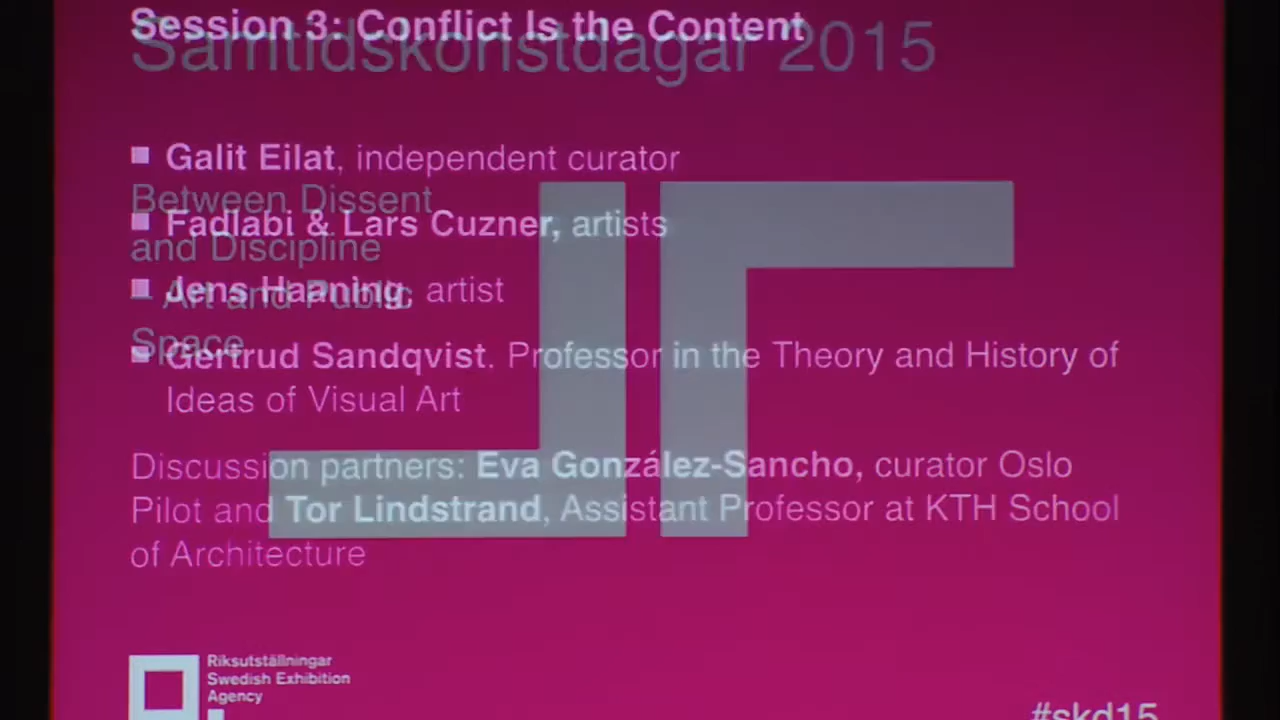 Session 3: Conflict Is the Content
Samtidskonstdagar 2015
Galit Eilat, independent curator
Between Dissent
Fadlabi & Lars Cuzner, artists
and Discipline
Jens Haaning, artist
– Art and Public
Space
Gertrud Sandqvist. Professor in the Theory and History of
Ideas of Visual Art
Discussion partners: Eva González-Sancho, curator Oslo
Pilot and Tor Lindstrand, Assistant Professor at KTH School
of Architecture
Riksutställningar
Swedish Exhibition
Agency
#skd15